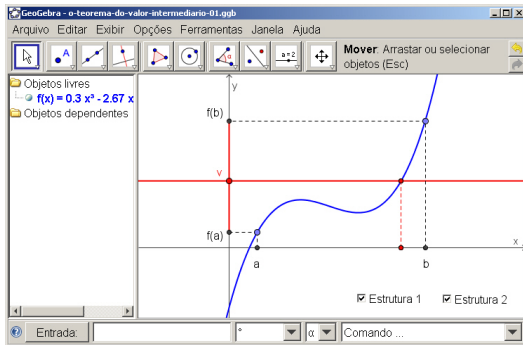 GeoGebra - o-teorema-do-valor-intermediario-01.ggb
Arquivo Editar Exibir Opções Ferramentas Janela Ajuda
A
a = 2
Mover: Arrastar ou selecionar
objetos (Esc)
Objetos livres
f(x) = 0.3 x³ - 2.67 x
Objetos dependentes
y
f(b)
v
f(a)
x
a
b
Estrutura 1
Estrutura 2
Entrada:
°
α
Comando ...